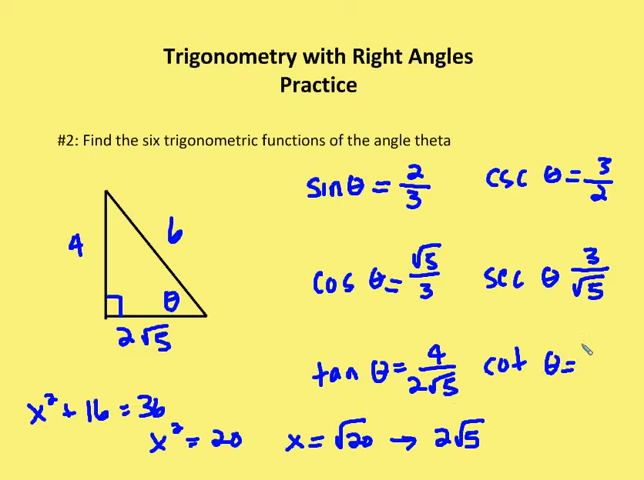 Trigonometry with Right Angles
Practice
#2: Find the six trigonometric functions of the angle theta
sin θ = 2/3
csc θ = 3/2
4
6
θ
2√5
cos θ = √5/3
sec θ 3/√5
tan θ = 4/2√5
cot θ =
x² + 16 = 36
x² = 20
x = √20 → 2√5